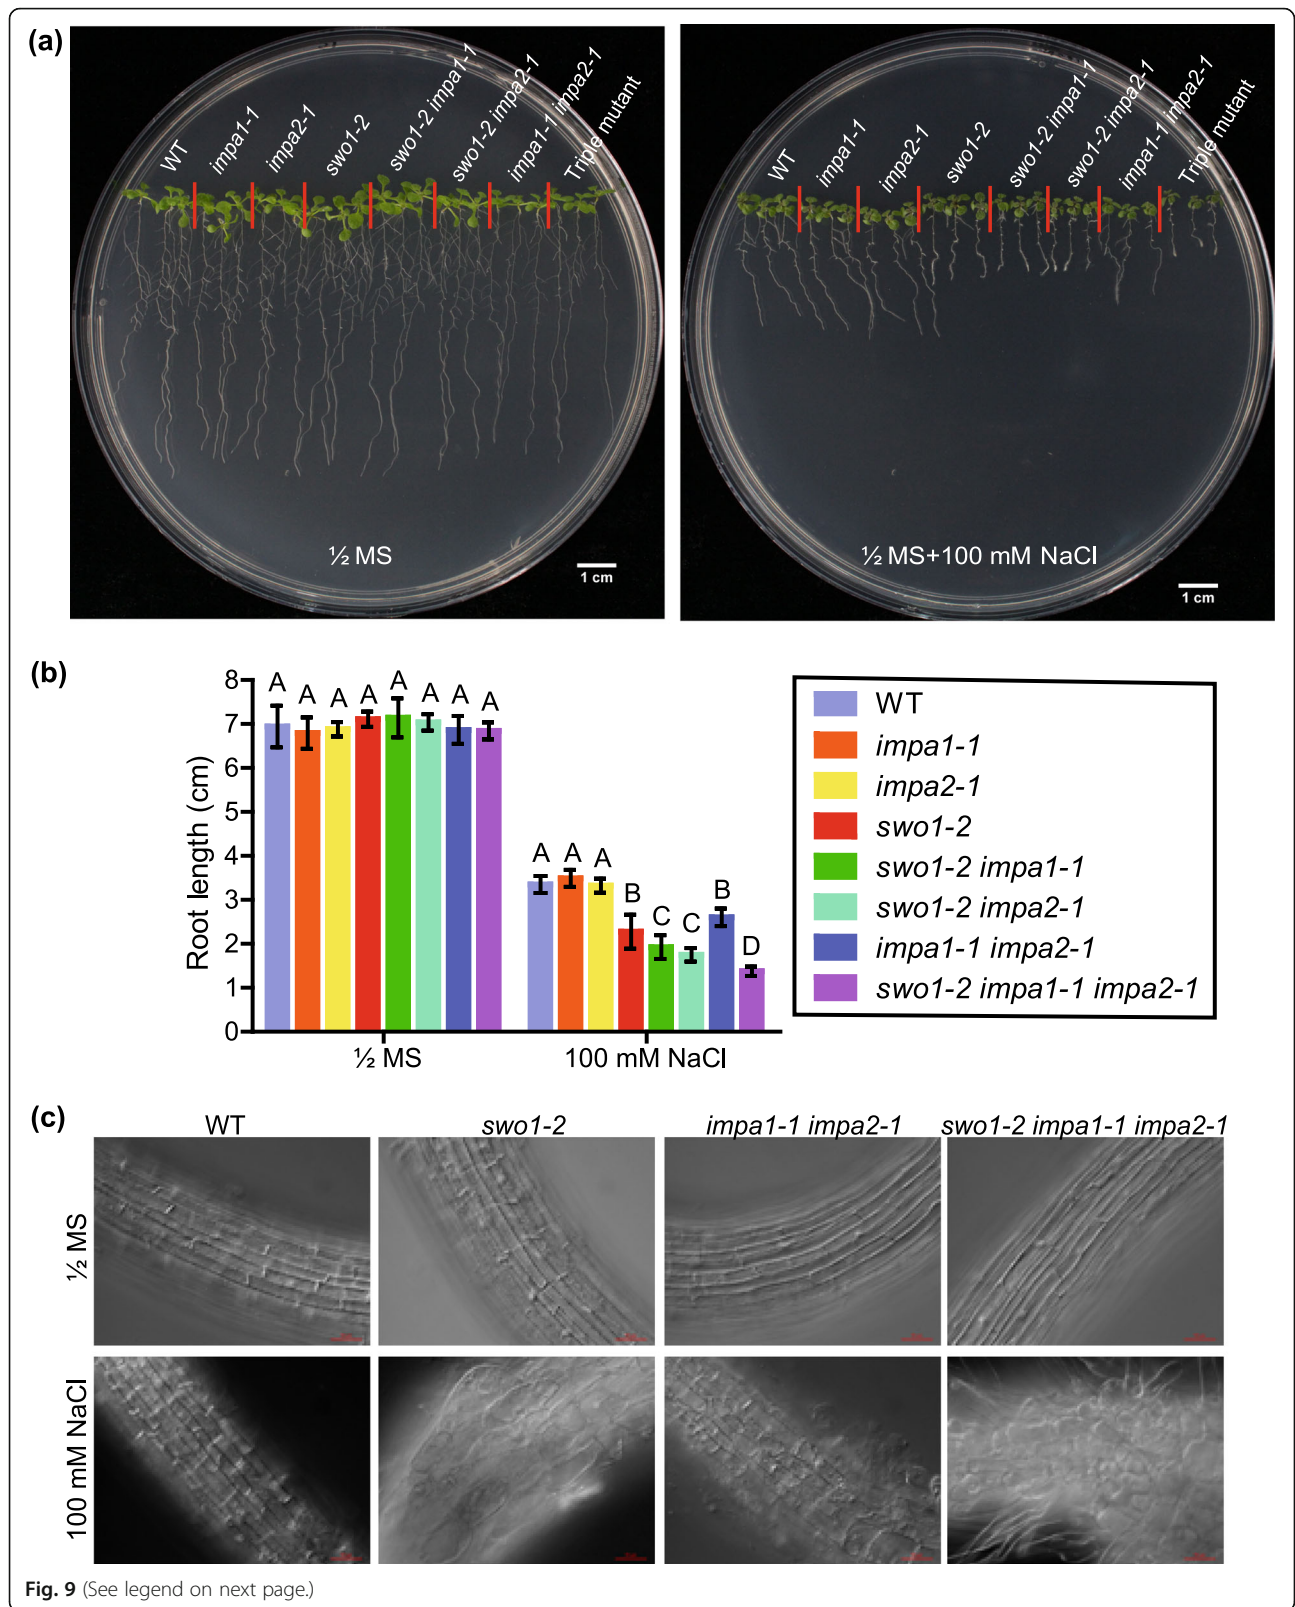 (a)
WT
impa1-1
impa2-1
swo1-2
swo1-2 impa1-1
swo1-2 impa2-1
impa1-1 impa2-1
Triple mutant
½ MS
1 cm
WT
impa1-1
impa2-1
swo1-2
swo1-2 impa1-1
swo1-2 impa2-1
impa1-1 impa2-1
Triple mutant
½ MS+100 mM NaCl
1 cm
(b)
Root length (cm)
8
7
6
5
4
3
2
1
0
A A A A A A A A
A A A B C C B D
½ MS
100 mM NaCl
WT
impa1-1
impa2-1
swo1-2
swo1-2 impa1-1
swo1-2 impa2-1
impa1-1 impa2-1
swo1-2 impa1-1 impa2-1
(c)
WT
swo1-2
impa1-1 impa2-1
swo1-2 impa1-1 impa2-1
½ MS
100 mM NaCl
Fig. 9 (See legend on next page.)